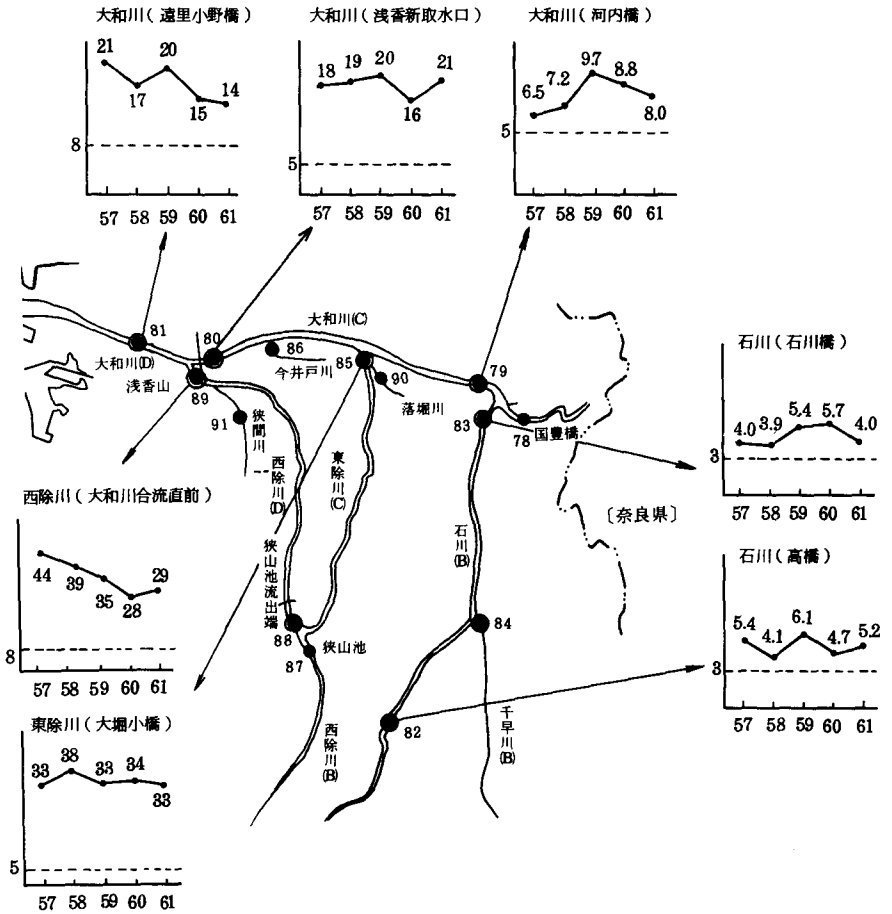 大和川(遠里小野橋)
21
17
20
15
14
8
57 58 59 60 61
大和川(浅香新取水口)
18
19
20
16
21
5
57 58 59 60 61
大和川(河内橋)
6.5
7.2
9.7
8.8
8.0
5
57 58 59 60 61
81
大和川(D)
浅香山
80
89
91
狭間川
西除川(D)
大和川(C)
86
今井戸川
85
90
落堀川
79
83
78
国豊橋
東除川(C)
石川(B)
〔奈良県〕
狭山池流出端
88
87
狭山池
84
82
西除川(B)
千早川(B)
石川(石川橋)
4.0
3.9
5.4
5.7
4.0
3
57 58 59 60 61
石川(高橋)
5.4
4.1
6.1
4.7
5.2
3
57 58 59 60 61
西除川(大和川合流直前)
44
39
35
28
29
8
57 58 59 60 61
東除川(大堀小橋)
33
38
33
34
33
5
57 58 59 60 61